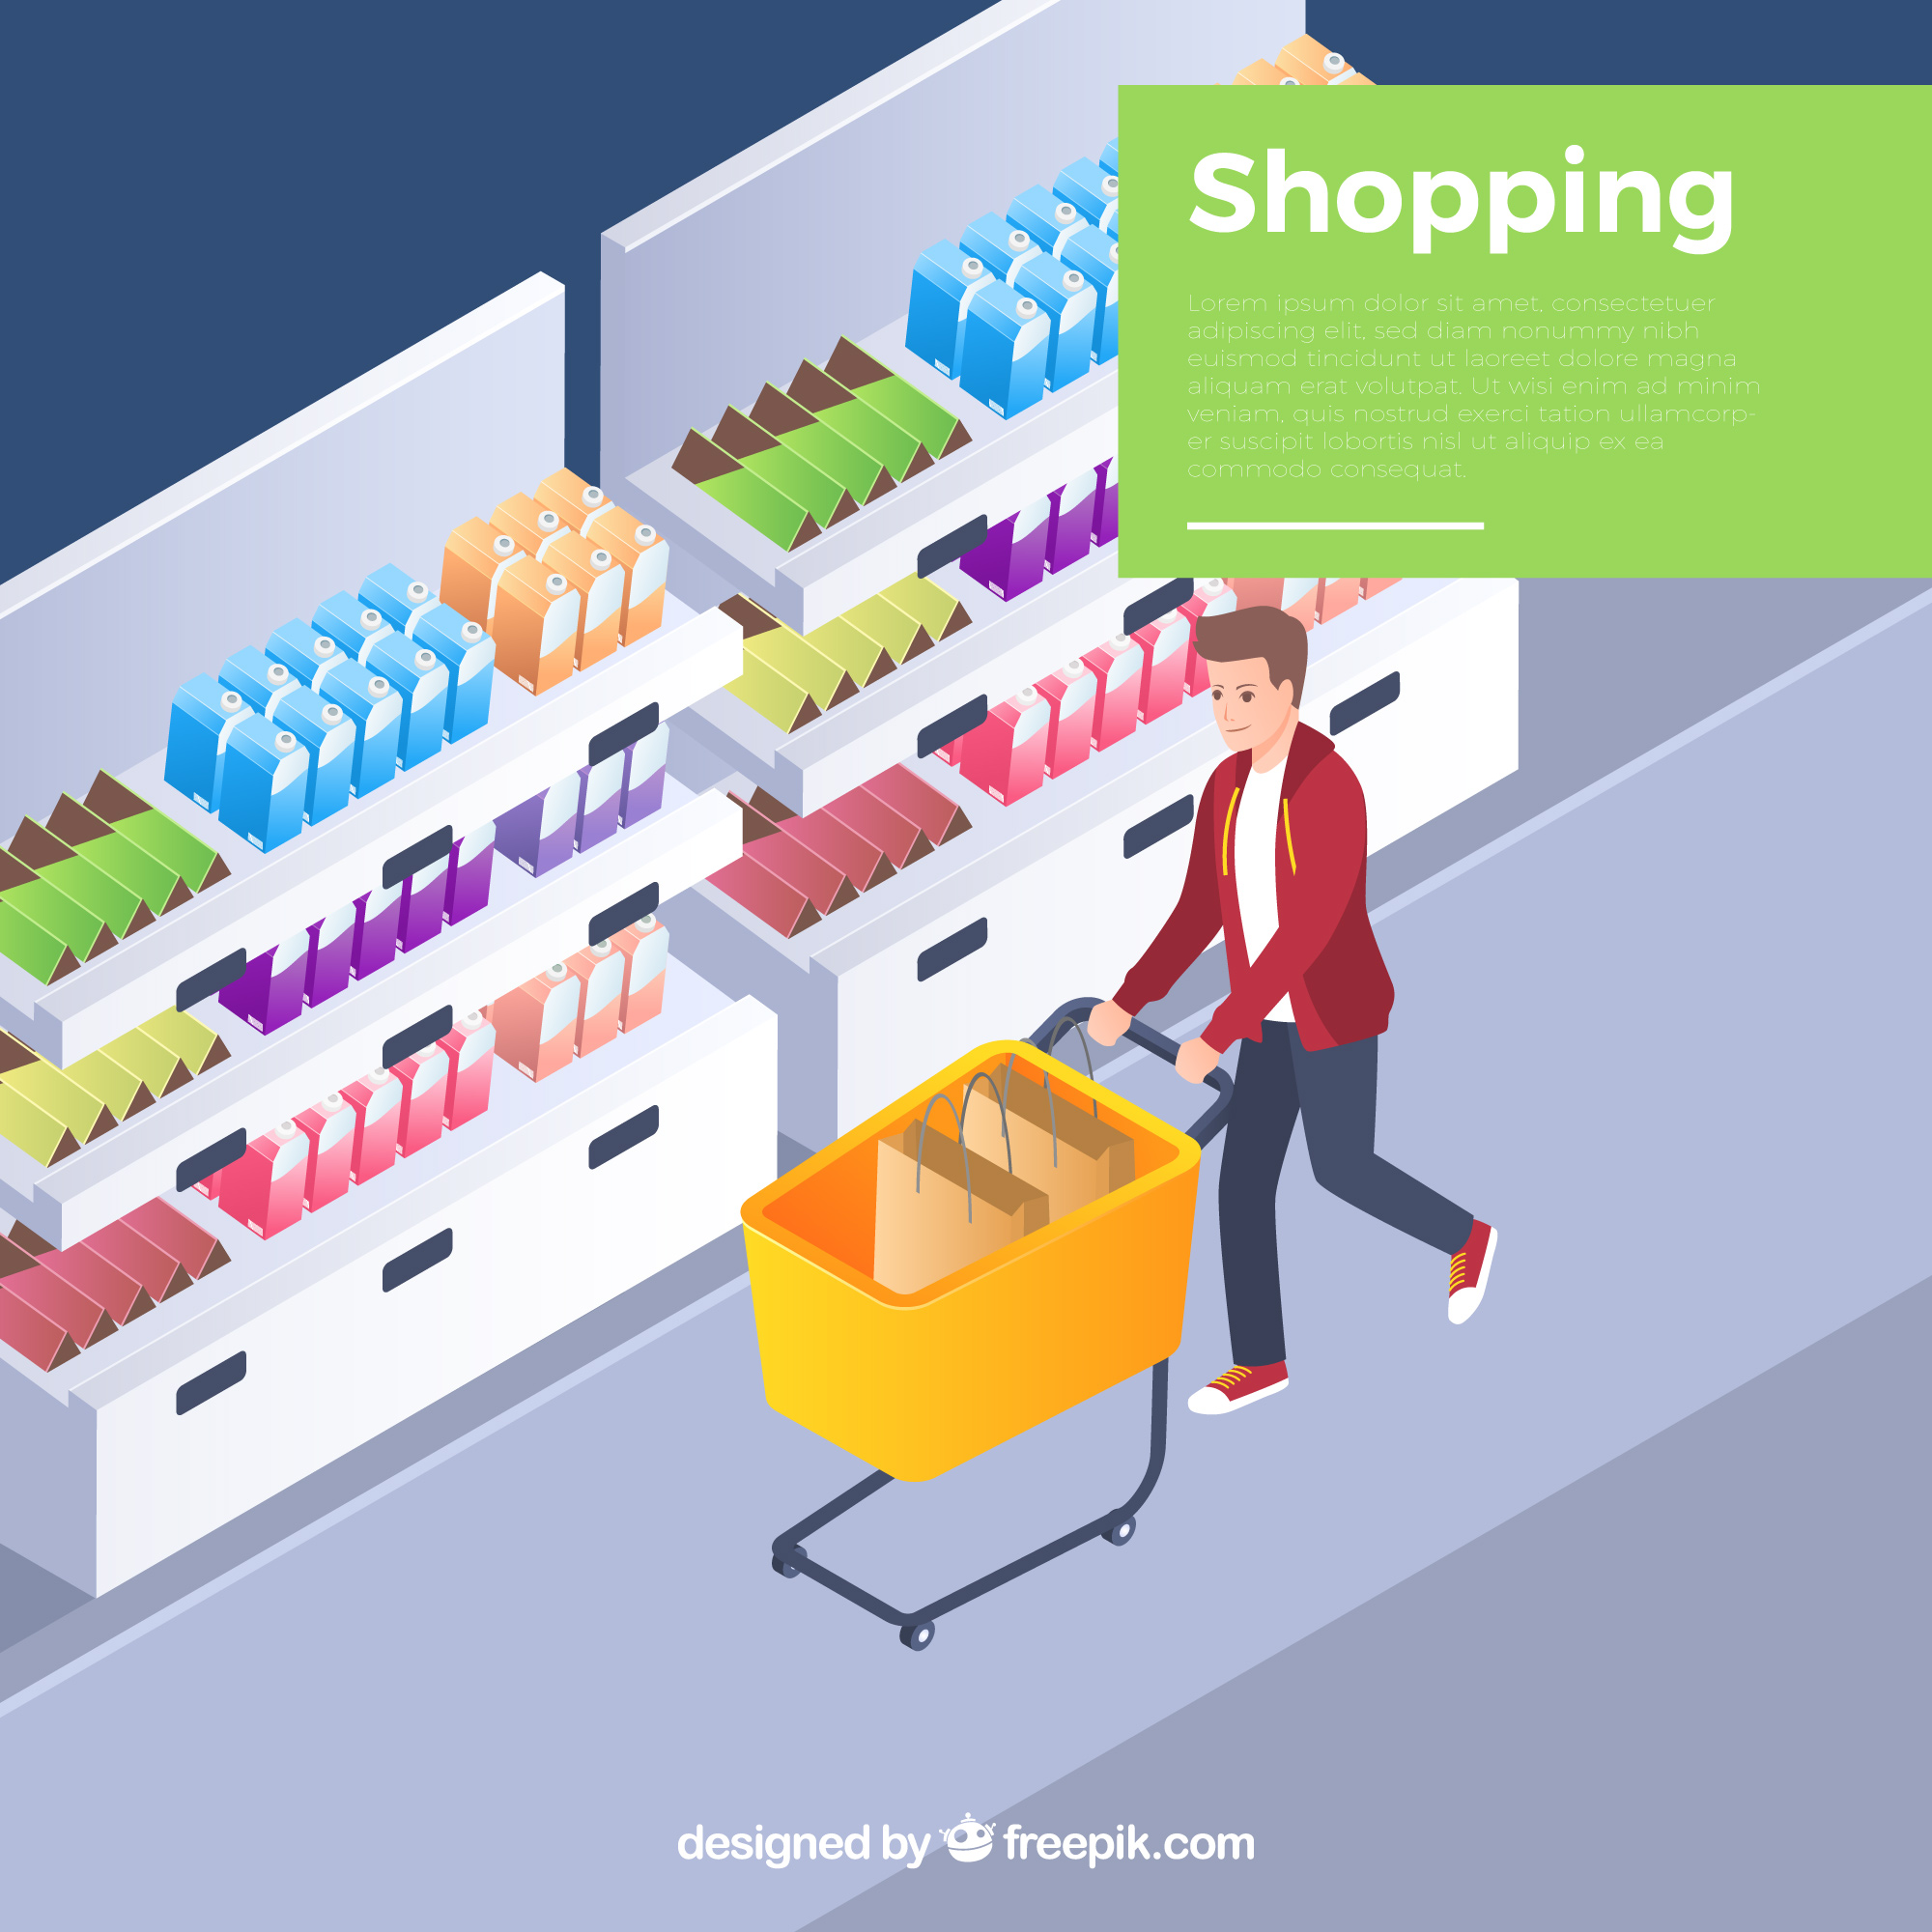 Shopping
Lorem ipsum dolor sit amet, consectetuer
adipiscing elit, sed diam nonummy nibh
euismod tincidunt ut laoreet dolore magna
aliquam erat volutpat. Ut wisi enim ad minim
veniam, quis nostrud exerci tation ullamcorp-
er suscipit lobortis nisl ut aliquip ex ea
commodo consequat.
designed by freepik.com